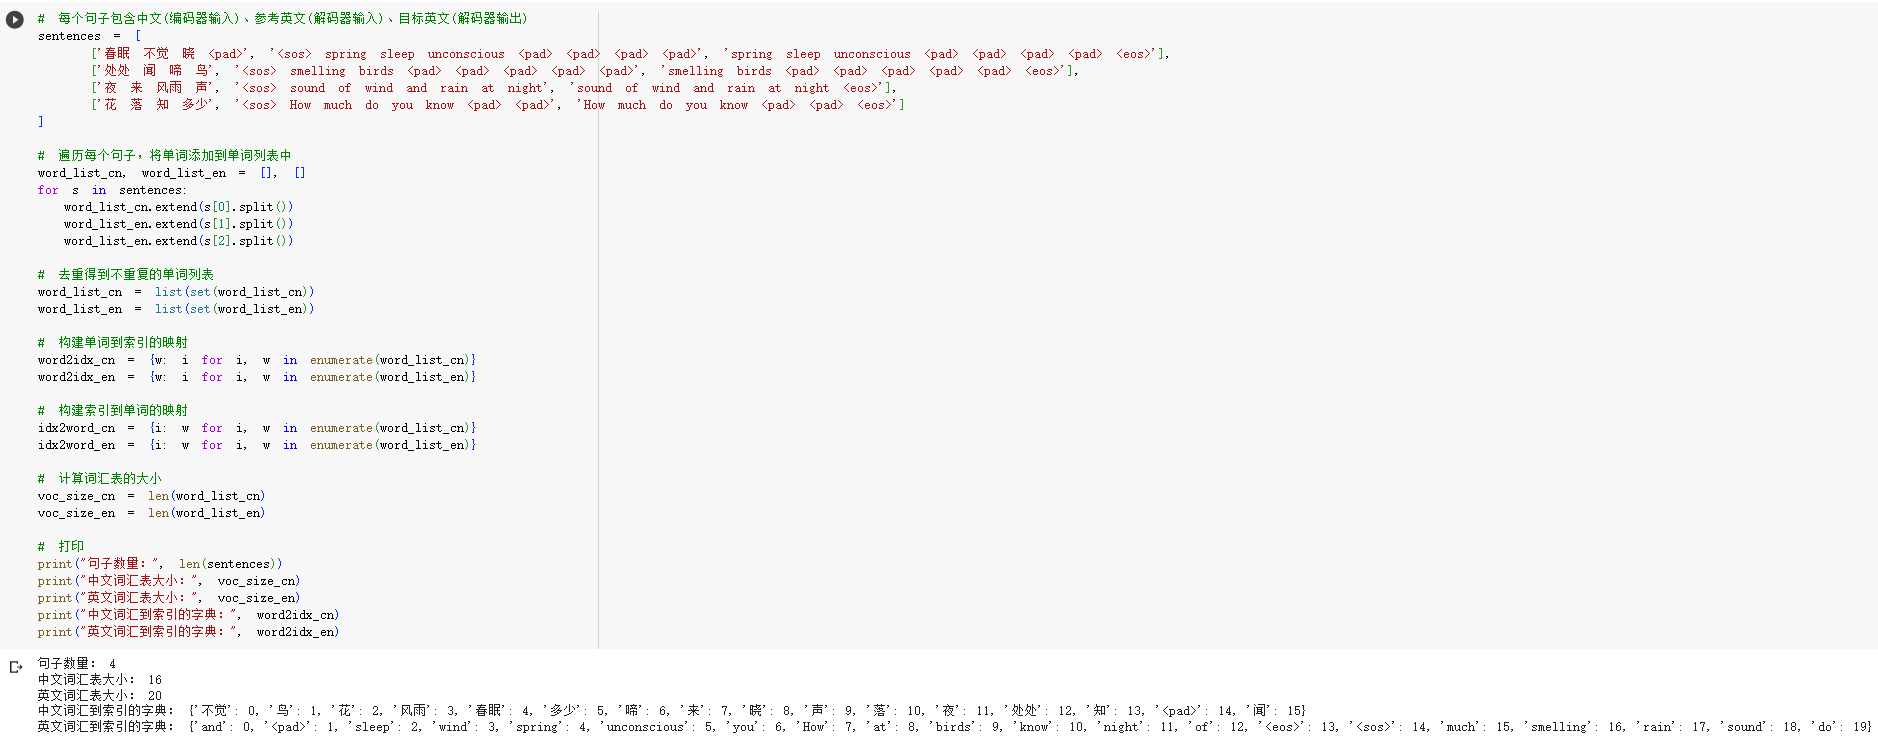 # 每个句子包含中文(编码器输入)、参考英文(解码器输入)、目标英文(解码器输出)
sentences = [
['春眠 不觉 晓 <pad>', '<sos> spring sleep unconscious <pad> <pad> <pad> <pad>', 'spring sleep unconscious <pad> <pad> <pad> <pad> <eos>'],
['处处 闻 啼 鸟', '<sos> smelling birds <pad> <pad> <pad> <pad> <pad>', 'smelling birds <pad> <pad> <pad> <pad> <pad> <eos>'],
['夜 来 风雨 声', '<sos> sound of wind and rain at night', 'sound of wind and rain at night <eos>'],
['花 落 知 多少', '<sos> How much do you know <pad> <pad>', 'How much do you know <pad> <pad> <eos>']
]
# 遍历每个句子，将单词添加到单词列表中
word_list_cn, word_list_en = [], []
for s in sentences:
word_list_cn.extend(s[0].split())
word_list_en.extend(s[1].split())
word_list_en.extend(s[2].split())
# 去重得到不重复的单词列表
word_list_cn = list(set(word_list_cn))
word_list_en = list(set(word_list_en))
# 构建单词到索引的映射
word2idx_cn = {w: i for i, w in enumerate(word_list_cn)}
word2idx_en = {w: i for i, w in enumerate(word_list_en)}
# 构建索引到单词的映射
idx2word_cn = {i: w for i, w in enumerate(word_list_cn)}
idx2word_en = {i: w for i, w in enumerate(word_list_en)}
# 计算词汇表的大小
voc_size_cn = len(word_list_cn)
voc_size_en = len(word_list_en)
# 打印
print("句子数量：", len(sentences))
print("中文词汇表大小：", voc_size_cn)
print("英文词汇表大小：", voc_size_en)
print("中文词汇到索引的字典：", word2idx_cn)
print("英文词汇到索引的字典：", word2idx_en)
句子数量： 4
中文词汇表大小： 16
英文词汇表大小： 20
中文词汇到索引的字典： {'不觉': 0, '鸟': 1, '花': 2, '风雨': 3, '春眠': 4, '多少': 5, '啼': 6, '来': 7, '晓': 8, '声': 9, '落': 10, '夜': 11, '处处': 12, '知': 13, '<pad>': 14, '闻': 15}
英文词汇到索引的字典： {'and': 0, '<pad>': 1, 'sleep': 2, 'wind': 3, 'spring': 4, 'unconscious': 5, 'you': 6, 'How': 7, 'at': 8, 'birds': 9, 'know': 10, 'night': 11, 'of': 12, '<eos>': 13, '<sos>': 14, 'much': 15, 'smelling': 16, 'rain': 17, 'sound': 18, 'do': 19}